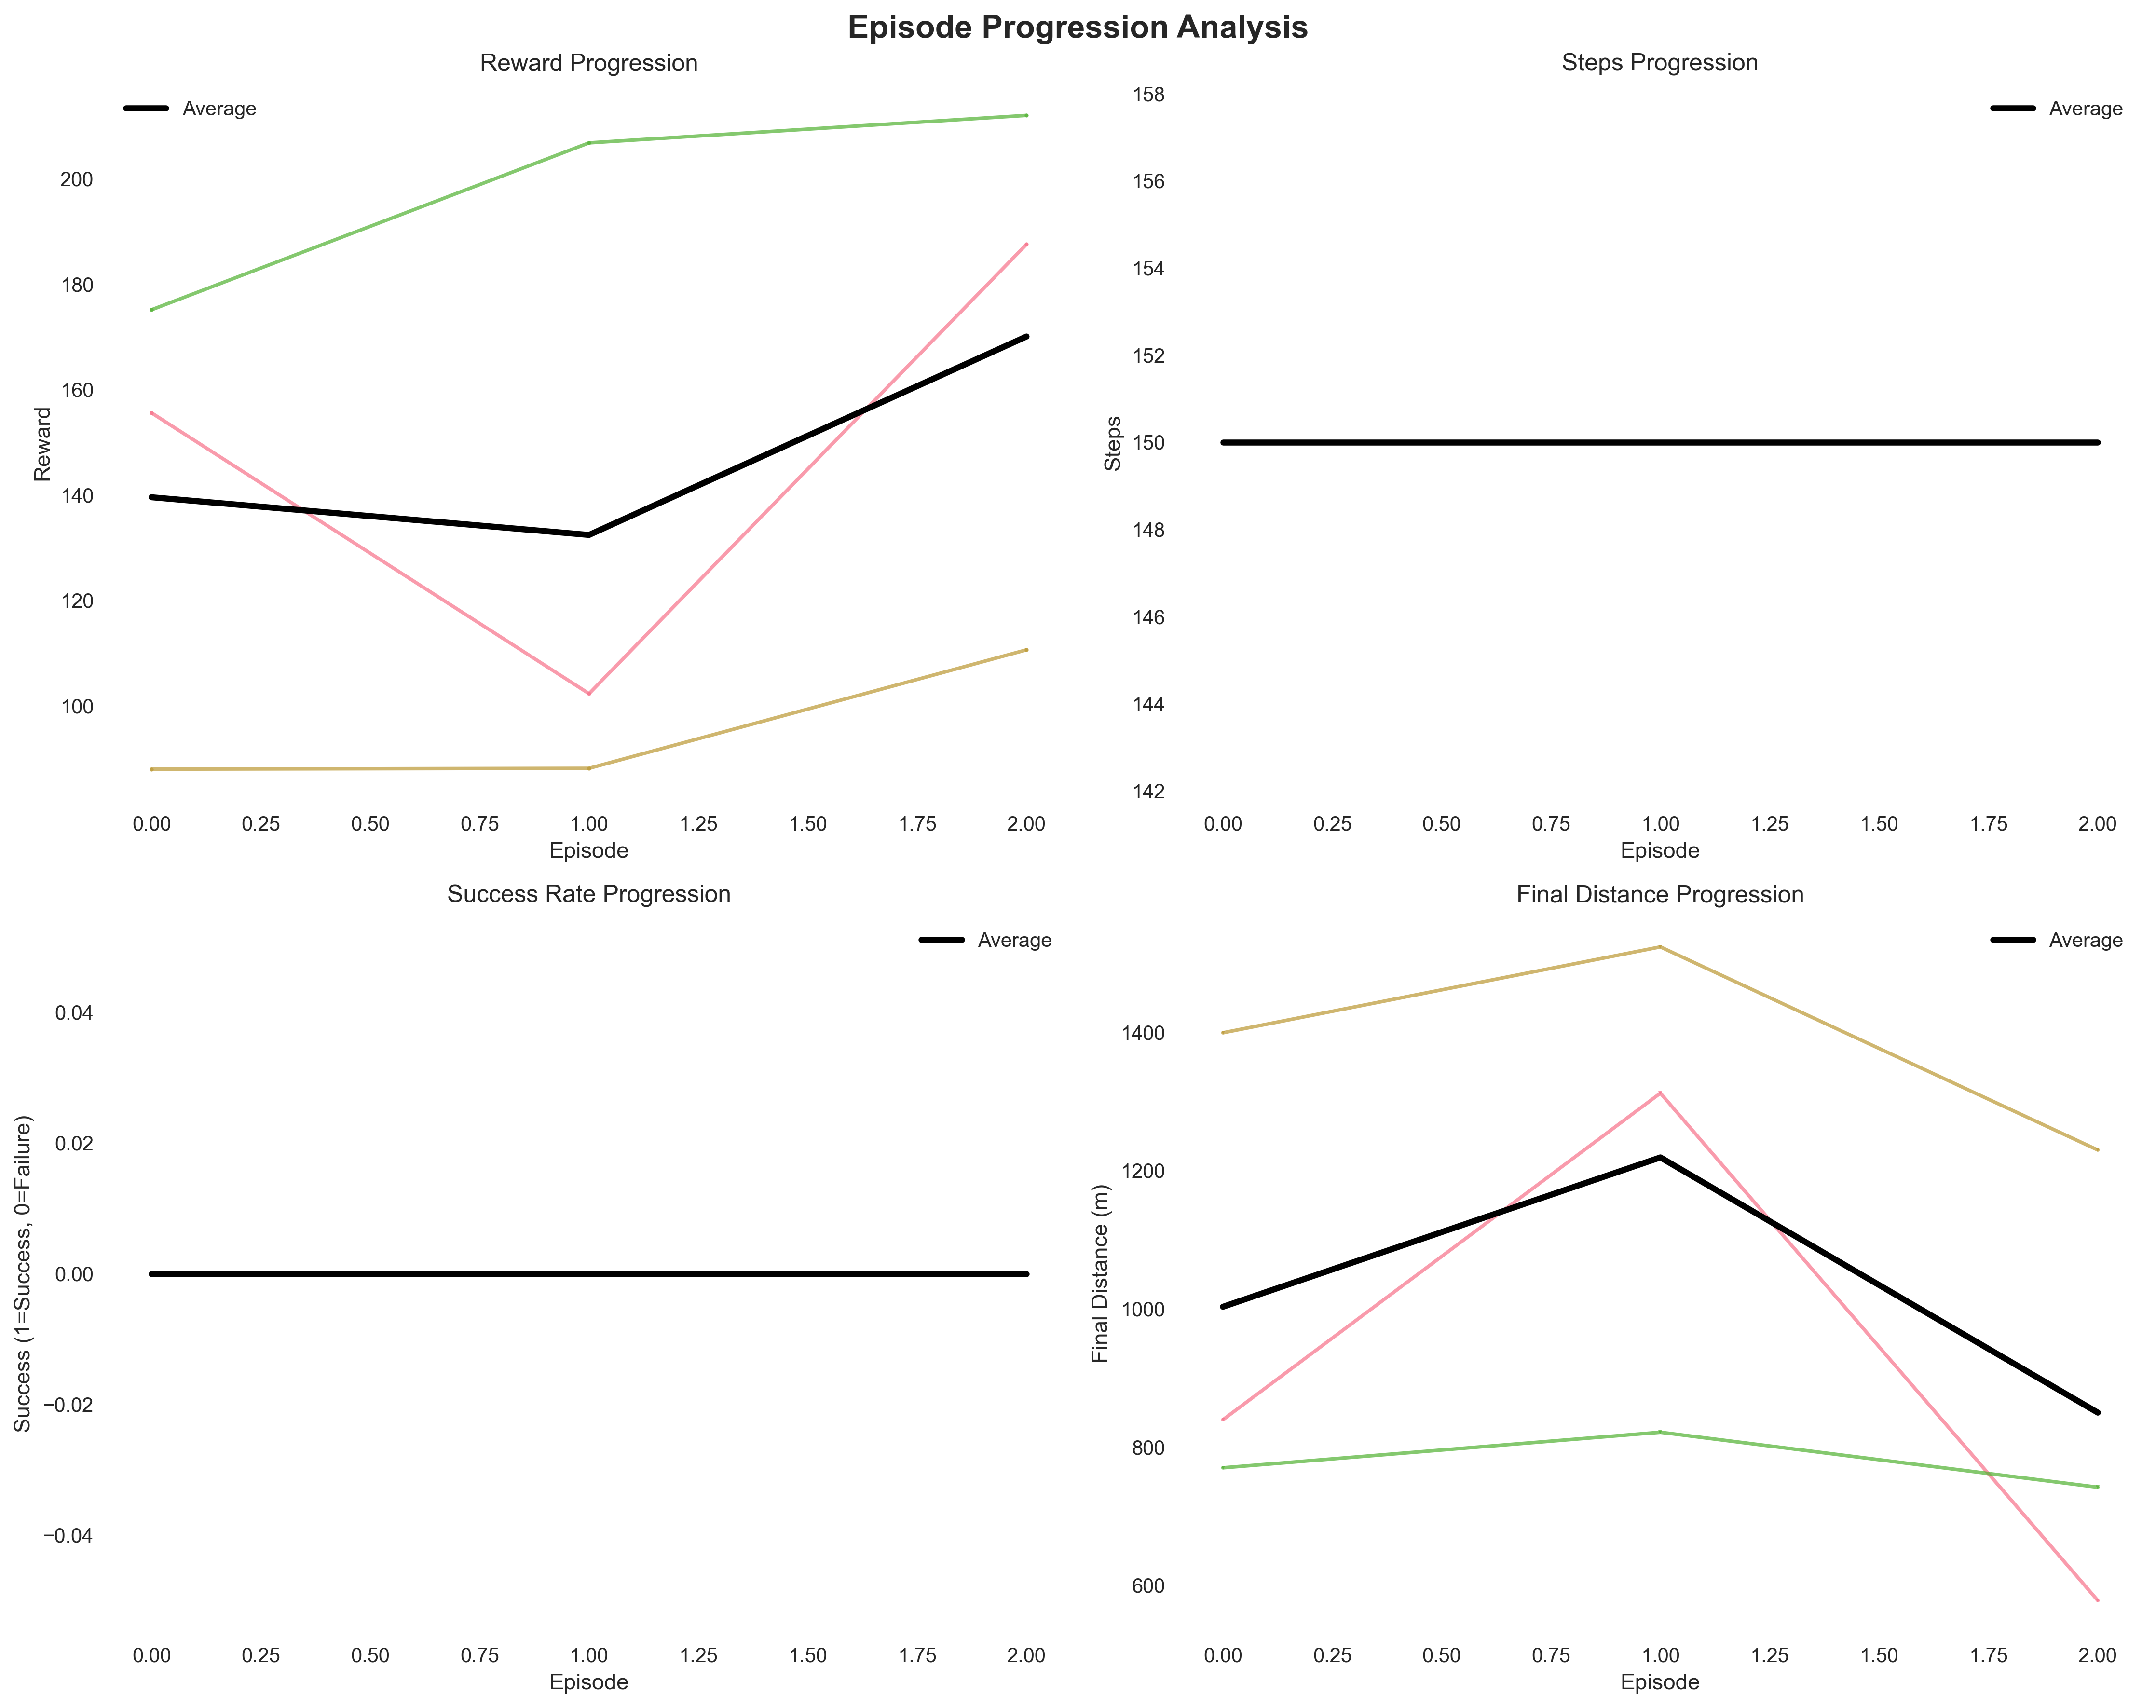 Episode Progression Analysis
Reward Progression
Average
200
180
160
140
120
100
Reward
0.00 0.25 0.50 0.75 1.00 1.25 1.50 1.75 2.00
Episode
Steps Progression
Average
158
156
154
152
150
148
146
144
142
Steps
0.00 0.25 0.50 0.75 1.00 1.25 1.50 1.75 2.00
Episode
Success Rate Progression
Average
0.04
0.02
0.00
−0.02
−0.04
Success (1=Success, 0=Failure)
0.00 0.25 0.50 0.75 1.00 1.25 1.50 1.75 2.00
Episode
Final Distance Progression
Average
1400
1200
1000
800
600
Final Distance (m)
0.00 0.25 0.50 0.75 1.00 1.25 1.50 1.75 2.00
Episode